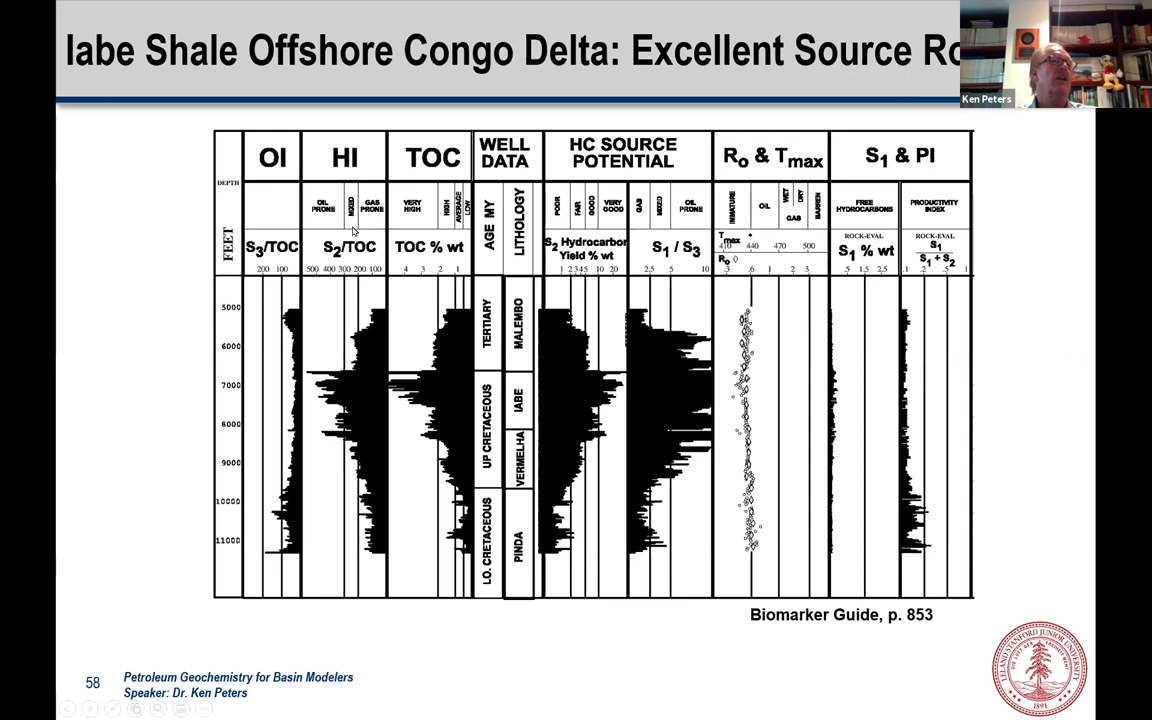 Iabe Shale Offshore Congo Delta: Excellent Source Ro
Ken Peters
OI
HI
TOC
WELL DATA
HC SOURCE POTENTIAL
Ro & Tmax
S1 & PI
DEPTH
FEET
OIL PRONE
MIXED
GAS PRONE
VERY HIGH
HIGH
AVERAGE
LOW
AGE MY
LITHOLOGY
POOR
FAIR
GOOD
VERY GOOD
GAS
MIXED
OIL PRONE
IMMATURE
OIL
WET
DRY
GAS
BARREN
FREE HYDROCARBONS
PRODUCTIVITY INDEX
S3/TOC
S2/TOC
TOC % wt
S2 Hydrocarbon Yield % wt
S1 / S3
Tmax
410 440 470 500
Ro
ROCK-EVAL
S1 % wt
ROCK-EVAL
S1
S1 + S2
200 100
500 400 300 200 100
4 3 2 1
1 2 3 4 5 10 20
2.5 5 10
.3 .6 1 2 3
.5 1.5 2.5
.1 .2 .5 1
5000
6000
7000
8000
9000
10000
11000
TERTIARY
UP CRETACEOUS
LO. CRETACEOUS
MALEMBO
IABE
VERMELHA
PINDA
Biomarker Guide, p. 853
58
Petroleum Geochemistry for Basin Modelers
Speaker: Dr. Ken Peters
LELAND STANFORD JUNIOR UNIVERSITY
DIE LUFT DER FREIHEIT WEHT
1891